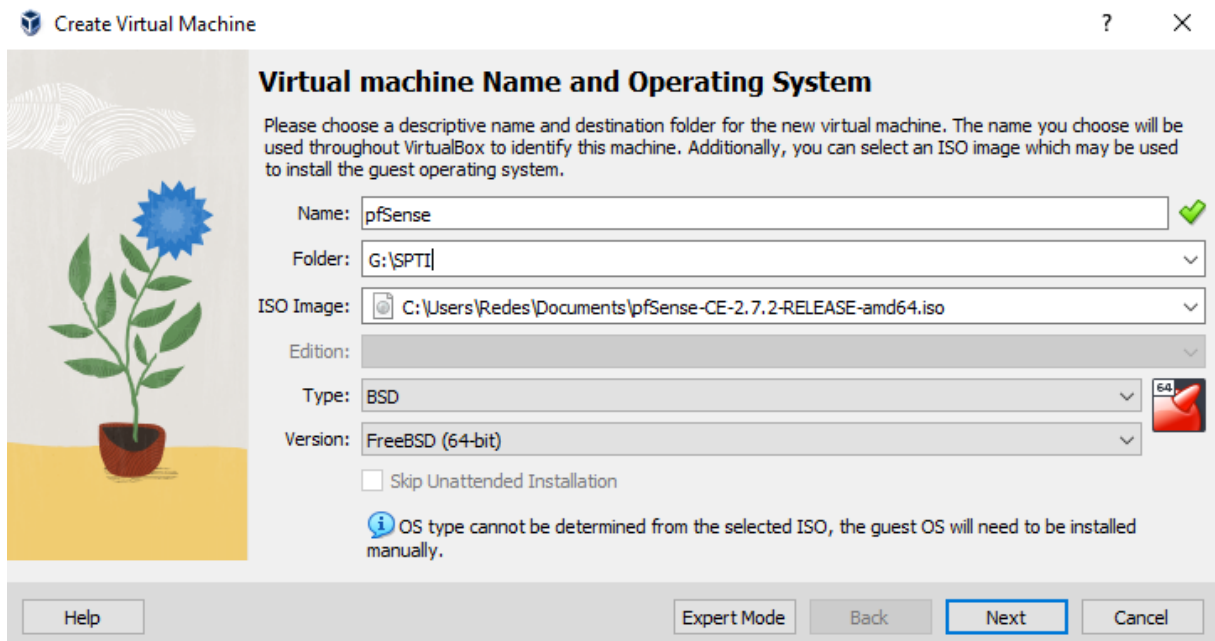 Create Virtual Machine
?
Virtual machine Name and Operating System
Please choose a descriptive name and destination folder for the new virtual machine. The name you choose will be
used throughout VirtualBox to identify this machine. Additionally, you can select an ISO image which may be used
to install the guest operating system.
Name: pfSense
Folder: G:\SPTI
ISO Image: C:\Users\Redes\Documents\pfSense-CE-2.7.2-RELEASE-amd64.iso
Edition:
Type: BSD
64
Version: FreeBSD (64-bit)
Skip Unattended Installation
OS type cannot be determined from the selected ISO, the guest OS will need to be installed
manually.
Help Expert Mode Back Next Cancel